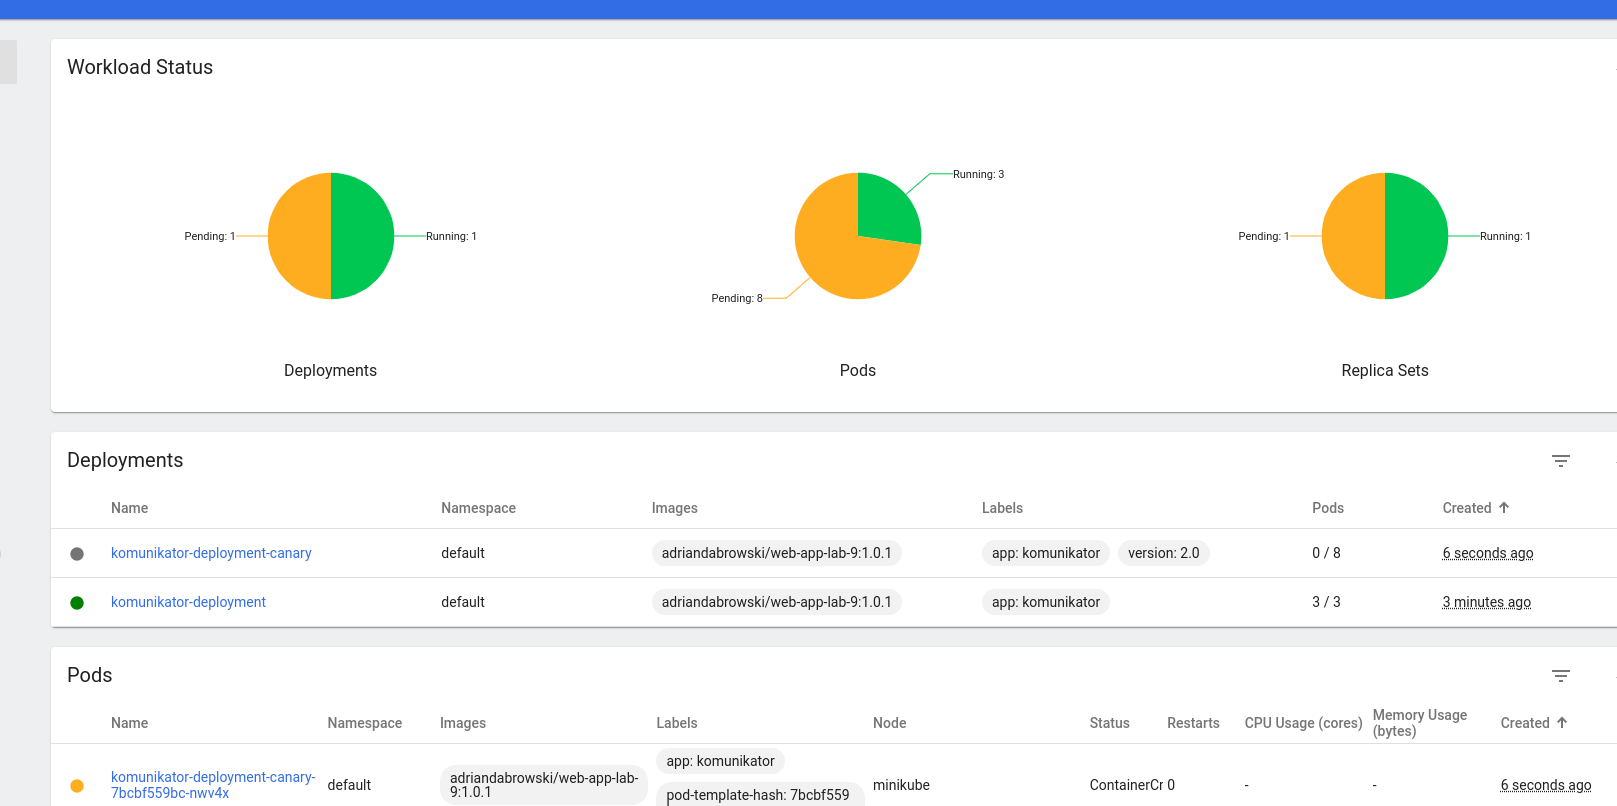 Workload Status
Running: 3
Pending: 1
Running: 1
Pending: 1
Running: 1
Pending: 8
Deployments
Pods
Replica Sets
Deployments
Name Namespace Images Labels Pods Created
komunikator-deployment-canary default adriandabrowski/web-app-lab-9:1.0.1 app: komunikator version: 2.0 0 / 8 6 seconds ago
komunikator-deployment default adriandabrowski/web-app-lab-9:1.0.1 app: komunikator 3 / 3 3 minutes ago
Pods
Name Namespace Images Labels Node Status Restarts CPU Usage (cores) Memory Usage
(bytes) Created
komunikator-deployment-canary-
7bcbf559bc-nwv4x
default
adriandabrowski/web-app-lab-
9:1.0.1
app: komunikator
pod-template-hash: 7bcbf559
minikube
ContainerCr
0
-
-
6 seconds ago